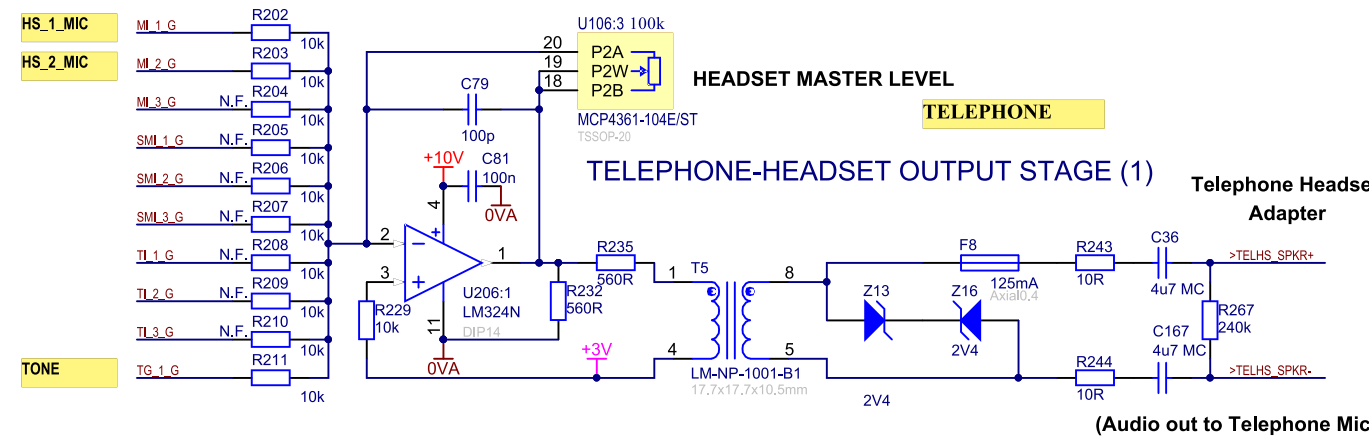 HS_1_MIC
MI_1_G
R202
10k
HS_2_MIC
MI_2_G
R203
10k
MI_3_G
N.F.
R204
10k
SMI_1_G
N.F.
R205
10k
SMI_2_G
N.F.
R206
10k
SMI_3_G
N.F.
R207
10k
TI_1_G
N.F.
R208
10k
TI_2_G
N.F.
R209
10k
TI_3_G
N.F.
R210
10k
TONE
TG_1_G
R211
10k
U106:3 100k
20
P2A
19
P2W
18
P2B
MCP4361-104E/ST
TSSOP-20
HEADSET MASTER LEVEL
TELEPHONE
TELEPHONE-HEADSET OUTPUT STAGE (1)
C79
100p
+10V
C81
100n
0VA
4
2
3
1
11
U206:1
LM324N
DIP14
R229
10k
0VA
R235
560R
R232
560R
+3V
T5
1
8
4
5
LM-NP-1001-B1
17.7x17.7x10.5mm
F8
125mA
Axial0.4
Z13
Z16
2V4
2V4
R243
10R
C36
4u7 MC
R244
10R
C167
4u7 MC
R267
240k
Telephone Headse
Adapter
>TELHS_SPKR+
>TELHS_SPKR-
(Audio out to Telephone Mic